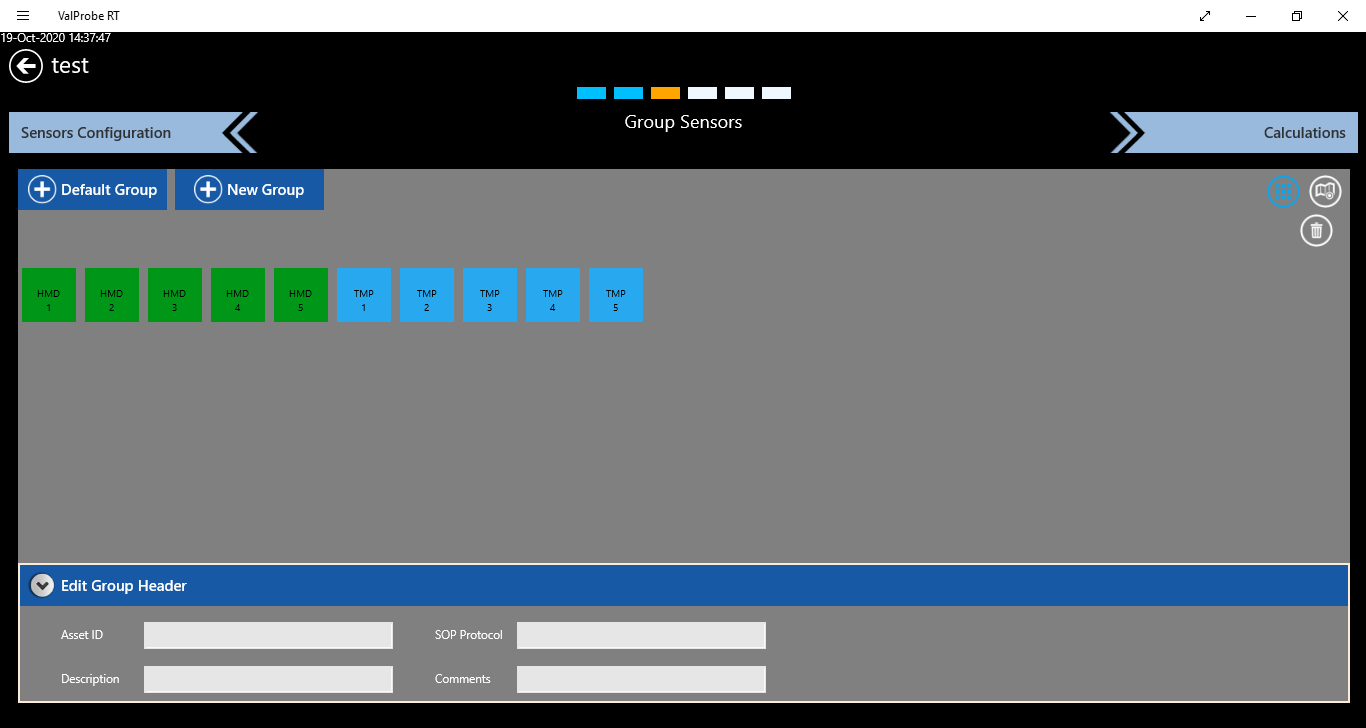 ValProbe RT
19-Oct-2020 14:37:47
test
Sensors Configuration
Group Sensors
Calculations
Default Group
New Group
HMD
1
HMD
2
HMD
3
HMD
4
HMD
5
TMP
1
TMP
2
TMP
3
TMP
4
TMP
5
Edit Group Header
Asset ID
SOP Protocol
Description
Comments